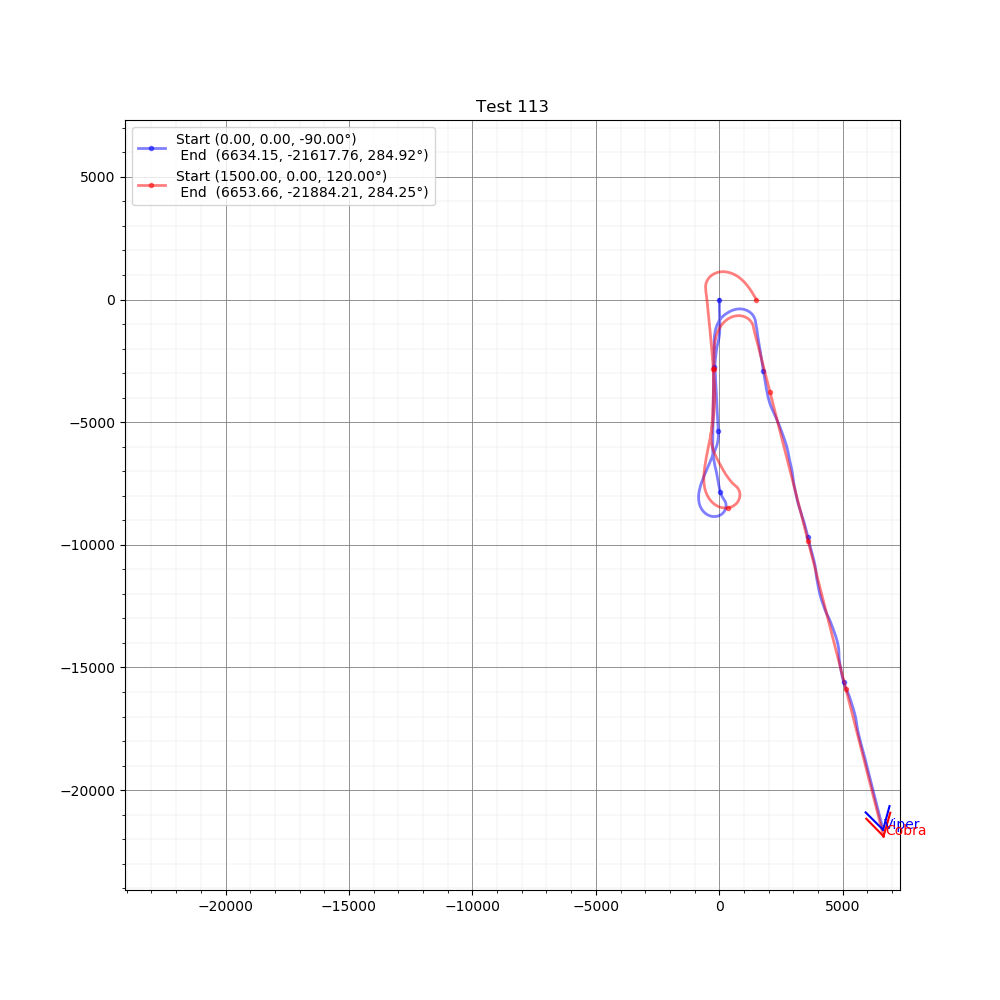 Test 113
Start (0.00, 0.00, -90.00°)
End (6634.15, -21617.76, 284.92°)
Start (1500.00, 0.00, 120.00°)
End (6653.66, -21884.21, 284.25°)
5000
0
−5000
−10000
−15000
−20000
Viper
Cobra
−20000 −15000 −10000 −5000 0 5000